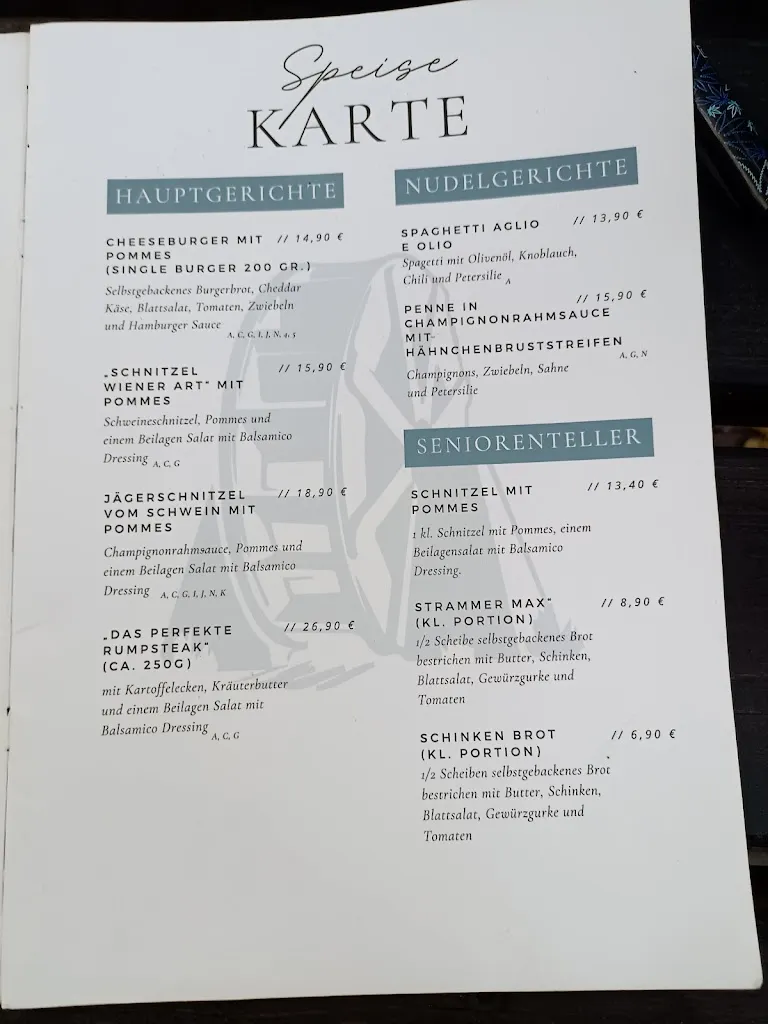 Speise
KARTE
HAUPTGERICHTE
CHEESEBURGER MIT // 14,90 €
POMMES
(SINGLE BURGER 200 GR.)
Selbstgebackenes Burgerbrot, Cheddar
Käse, Blattsalat, Tomaten, Zwiebeln
und Hamburger Sauce
A, C, G, I, J, N, 4, 5
„SCHNITZEL // 15,90 €
WIENER ART" MIT
POMMES
Schweineschnitzel, Pommes und
einem Beilagen Salat mit Balsamico
Dressing A, C, G
JÄGERSCHNITZEL // 18,90 €
VOM SCHWEIN MIT
POMMES
Champignonrahmsauce, Pommes und
einem Beilagen Salat mit Balsamico
Dressing A, C, G, I, J, N, K
„DAS PERFEKTE // 26,90 €
RUMPSTEAK"
(CA. 250G)
mit Kartoffelecken, Kräuterbutter
und einem Beilagen Salat mit
Balsamico Dressing A, C, G
NUDELGERICHTE
SPAGHETTI AGLIO // 13,90 €
E OLIO
Spagetti mit Olivenöl, Knoblauch,
Chili und Petersilie A
PENNE IN // 15,90 €
CHAMPIGNONRAHMSAUCE
MIT
HÄHNCHENBRUSTSTREIFEN
A, G, N
Champignons, Zwiebeln, Sahne
und Petersilie
SENIORENTELLER
SCHNITZEL MIT // 13,40 €
POMMES
1 kl. Schnitzel mit Pommes, einem
Beilagensalat mit Balsamico
Dressing.
STRAMMER MAX" // 8,90 €
(KL. PORTION)
1/2 Scheibe selbstgebackenes Brot
bestrichen mit Butter, Schinken,
Blattsalat, Gewürzgurke und
Tomaten
SCHINKEN BROT // 6,90 €
(KL. PORTION)
1/2 Scheiben selbstgebackenes Brot
bestrichen mit Butter, Schinken,
Blattsalat, Gewürzgurke und
Tomaten